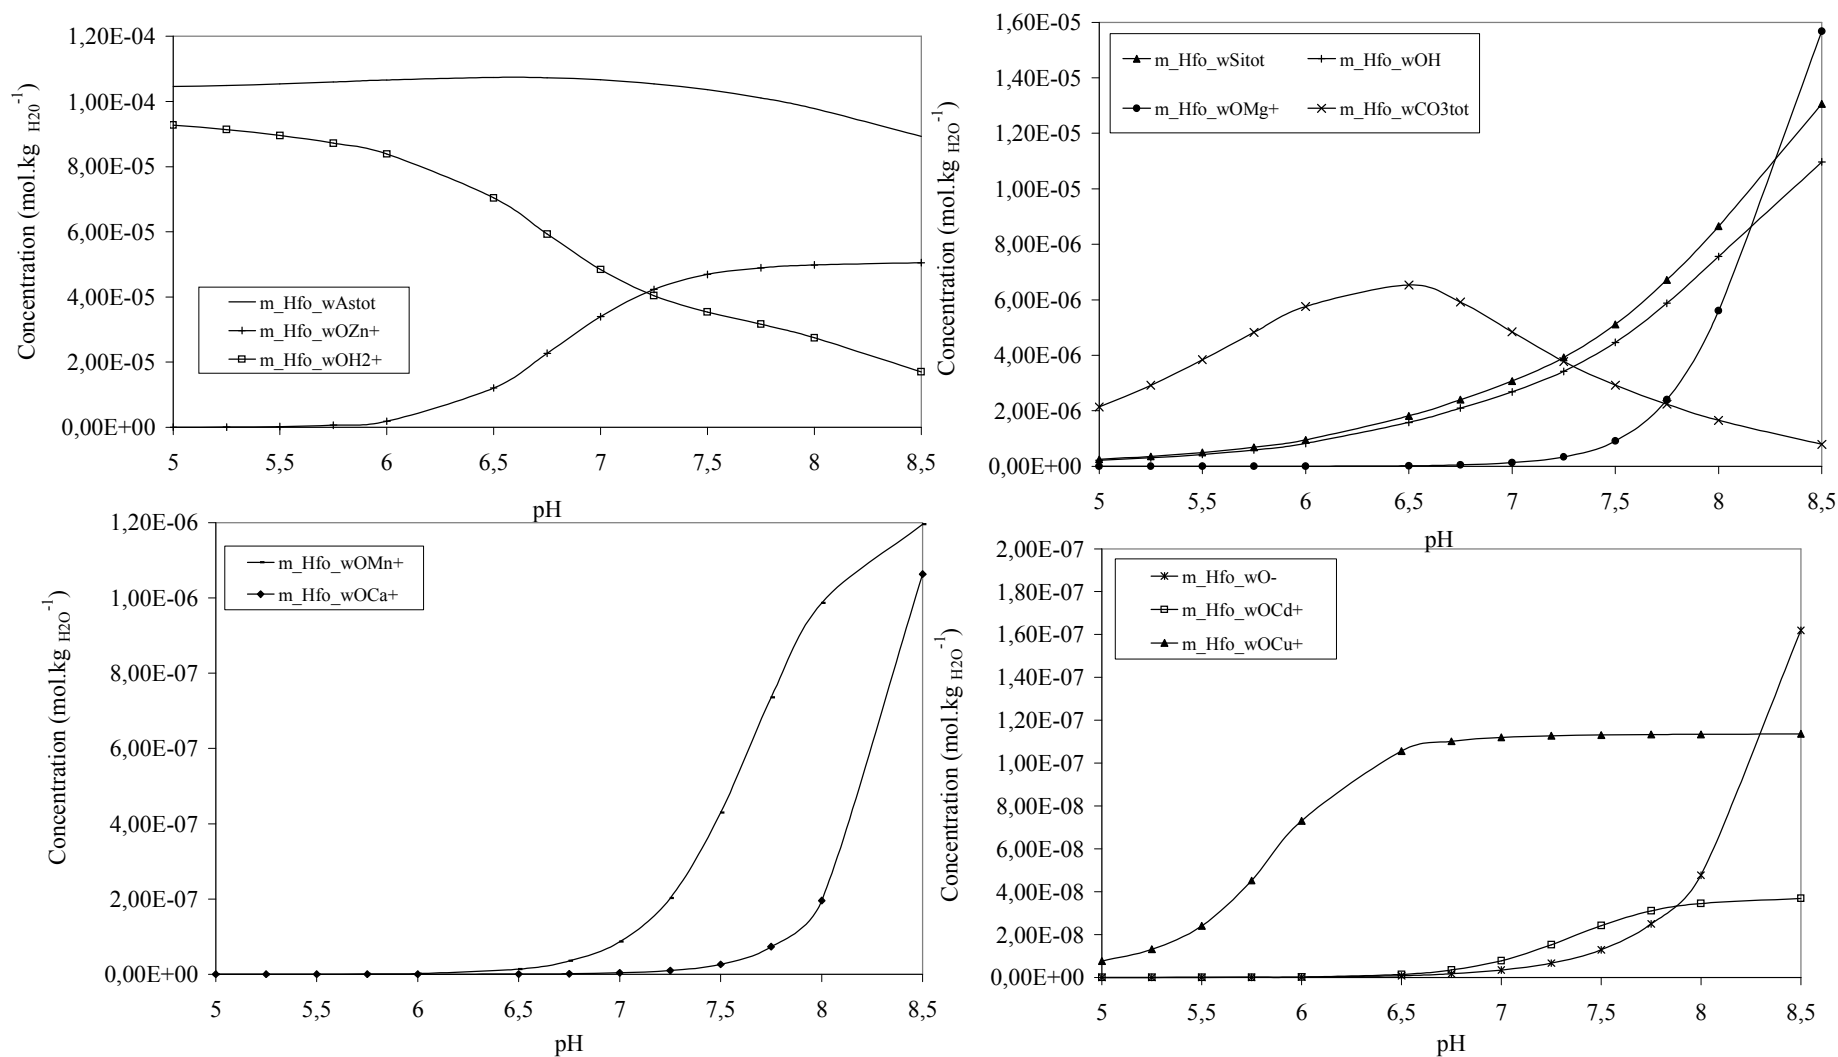 Concentration (mol.kg H20-1)
1,20E-04
1,00E-04
8,00E-05
6,00E-05
4,00E-05
2,00E-05
0,00E+00
m_Hfo_wAstot
m_Hfo_wOZn+
m_Hfo_wOH2+
5 5,5 6 6,5 7 7,5 8 8,5
pH
Concentration (mol.kg H2O-1)
1,60E-05
1,40E-05
1,20E-05
1,00E-05
8,00E-06
6,00E-06
4,00E-06
2,00E-06
0,00E+00
m_Hfo_wSitot m_Hfo_wOH
m_Hfo_wOMg+ m_Hfo_wCO3tot
5 5,5 6 6,5 7 7,5 8 8,5
pH
Concentration (mol.kg H2O-1)
1,20E-06
1,00E-06
8,00E-07
6,00E-07
4,00E-07
2,00E-07
0,00E+00
m_Hfo_wOMn+
m_Hfo_wOCa+
5 5,5 6 6,5 7 7,5 8 8,5
pH
Concentration (mol.kg H2O-1)
2,00E-07
1,80E-07
1,60E-07
1,40E-07
1,20E-07
1,00E-07
8,00E-08
6,00E-08
4,00E-08
2,00E-08
0,00E+00
m_Hfo_wO-
m_Hfo_wOCd+
m_Hfo_wOCu+
5 5,5 6 6,5 7 7,5 8 8,5
pH